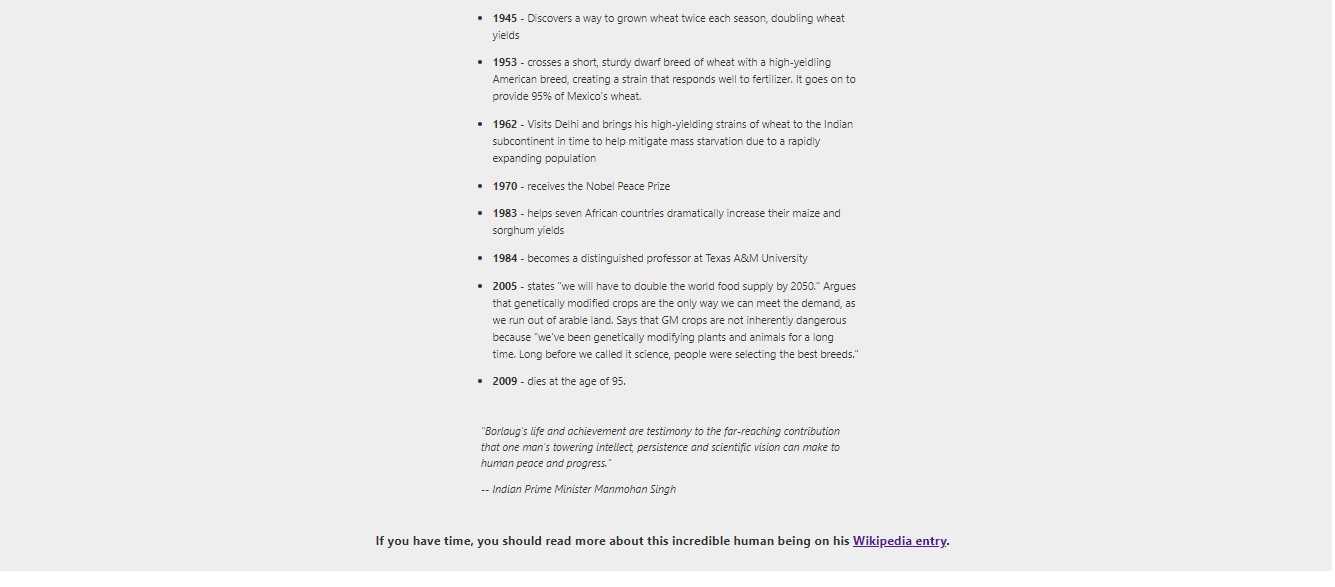 • 1945 - Discovers a way to grown wheat twice each season, doubling wheat
yields
• 1953 - crosses a short, sturdy dwarf breed of wheat with a high-yeidling
American breed, creating a strain that responds well to fertilizer. It goes on to
provide 95% of Mexico's wheat.
• 1962 - Visits Delhi and brings his high-yielding strains of wheat to the Indian
subcontinent in time to help mitigate mass starvation due to a rapidly
expanding population
• 1970 - receives the Nobel Peace Prize
• 1983 - helps seven African countries dramatically increase their maize and
sorghum yields
• 1984 - becomes a distinguished professor at Texas A&M University
• 2005 - states "we will have to double the world food supply by 2050." Argues
that genetically modified crops are the only way we can meet the demand, as
we run out of arable land. Says that GM crops are not inherently dangerous
because "we've been genetically modifying plants and animals for a long
time. Long before we called it science, people were selecting the best breeds."
• 2009 - dies at the age of 95.
"Borlaug's life and achievement are testimony to the far-reaching contribution
that one man's towering intellect, persistence and scientific vision can make to
human peace and progress."
-- Indian Prime Minister Manmohan Singh
If you have time, you should read more about this incredible human being on his Wikipedia entry.